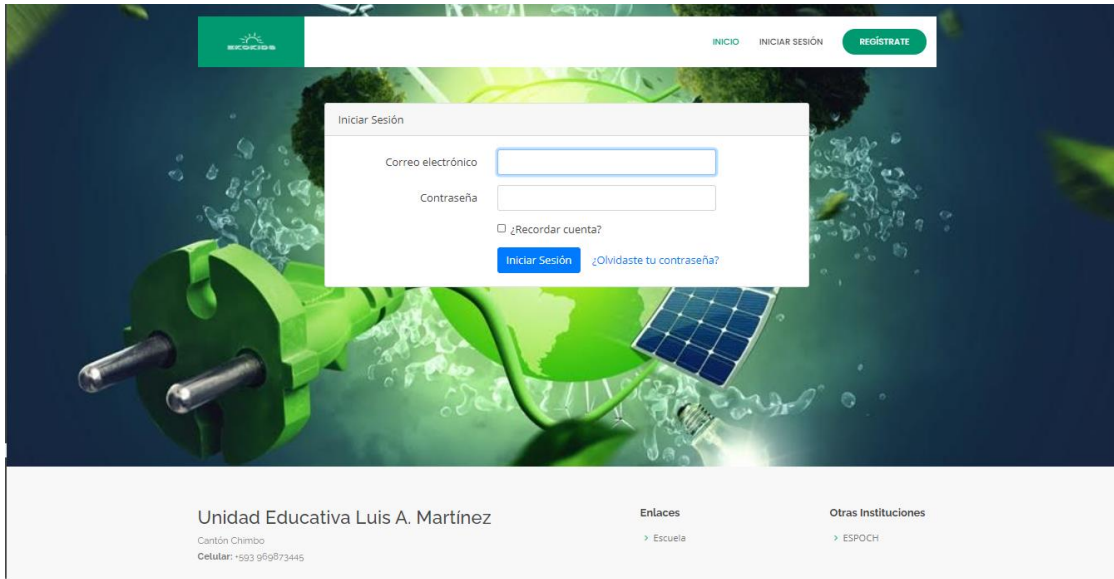 EKOKIDS
INICIO INICIAR SESIÓN REGÍSTRATE
Iniciar Sesión
Correo electrónico
Contraseña
¿Recordar cuenta?
Iniciar Sesión ¿Olvidaste tu contraseña?
Unidad Educativa Luis A. Martínez
Cantón Chimbo
Celular: +593 969873445
Enlaces
> Escuela
Otras Instituciones
> ESPOCH